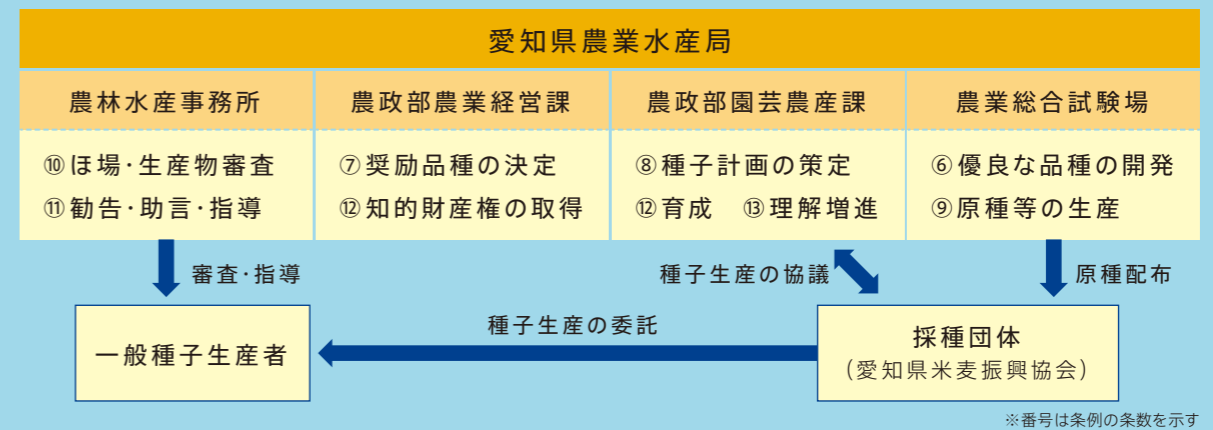 愛知県農業水産局
農林水産事務所
⑩ほ場･生産物審査
⑪勧告･助言･指導
農政部農業経営課
⑦奨励品種の決定
⑫知的財産権の取得
農政部園芸農産課
⑧種子計画の策定
⑫育成　⑬理解増進
農業総合試験場
⑥優良な品種の開発
⑨原種等の生産
審査･指導
種子生産の協議
原種配布
一般種子生産者
種子生産の委託
採種団体
（愛知県米麦振興協会）
※番号は条例の条数を示す